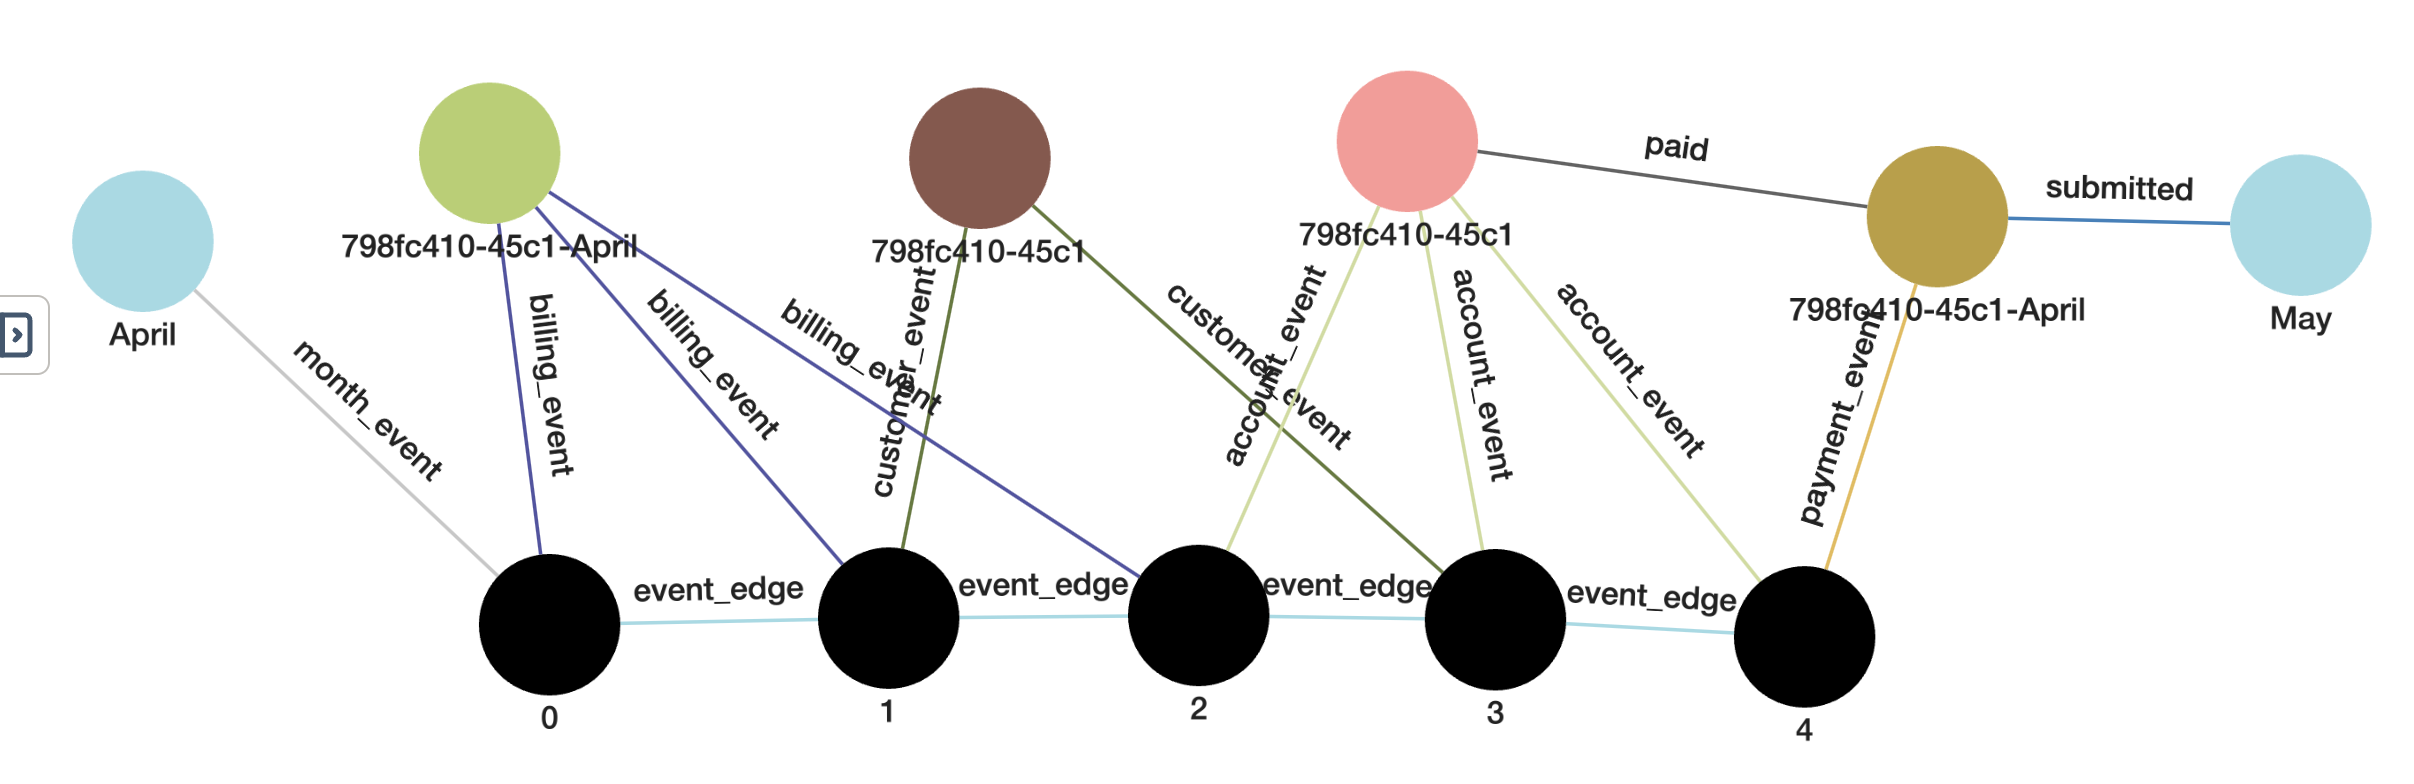 paid
submitted
798fc410-45c1-April
798fc410-45c1
798fc410-45c1
798fc410-45c1-April
April
May
month_event
billing_event
billing_event
billing_event
customer_event
customer_event
account_event
account_event
account_event
payment_event
event_edge
event_edge
event_edge
event_edge
0
1
2
3
4